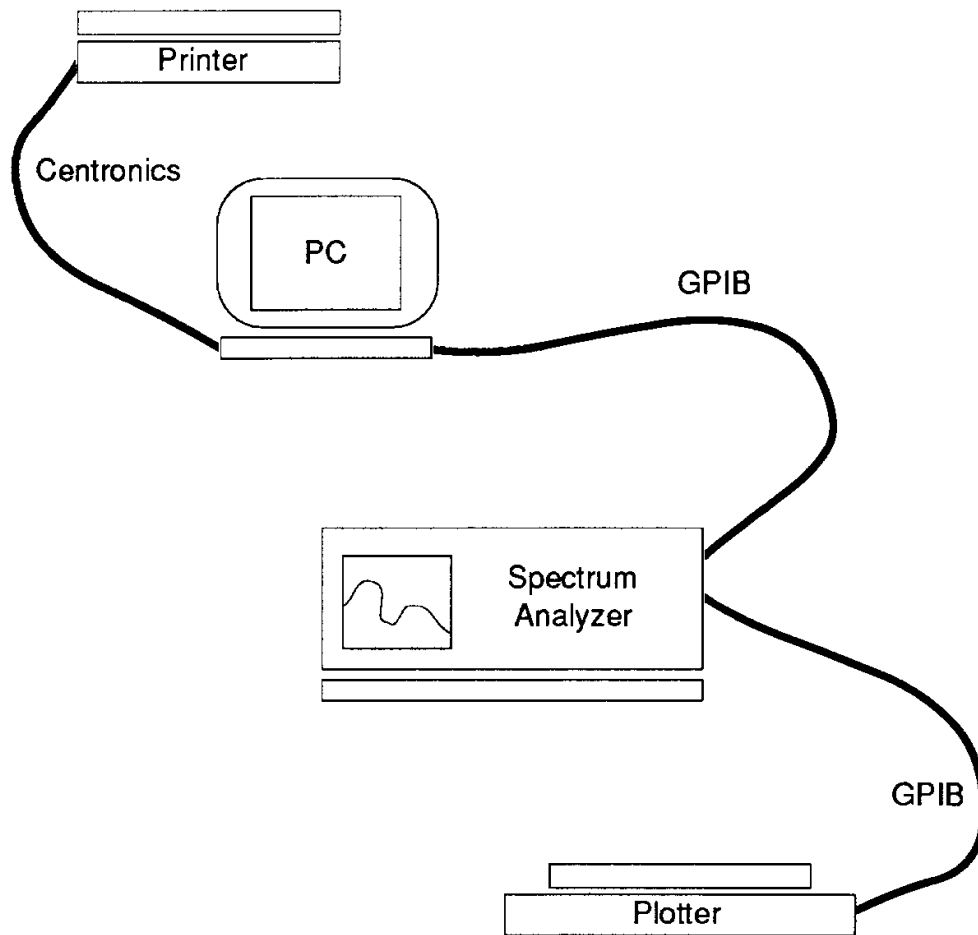 Printer
Centronics
PC
GPIB
Spectrum
Analyzer
GPIB
Plotter